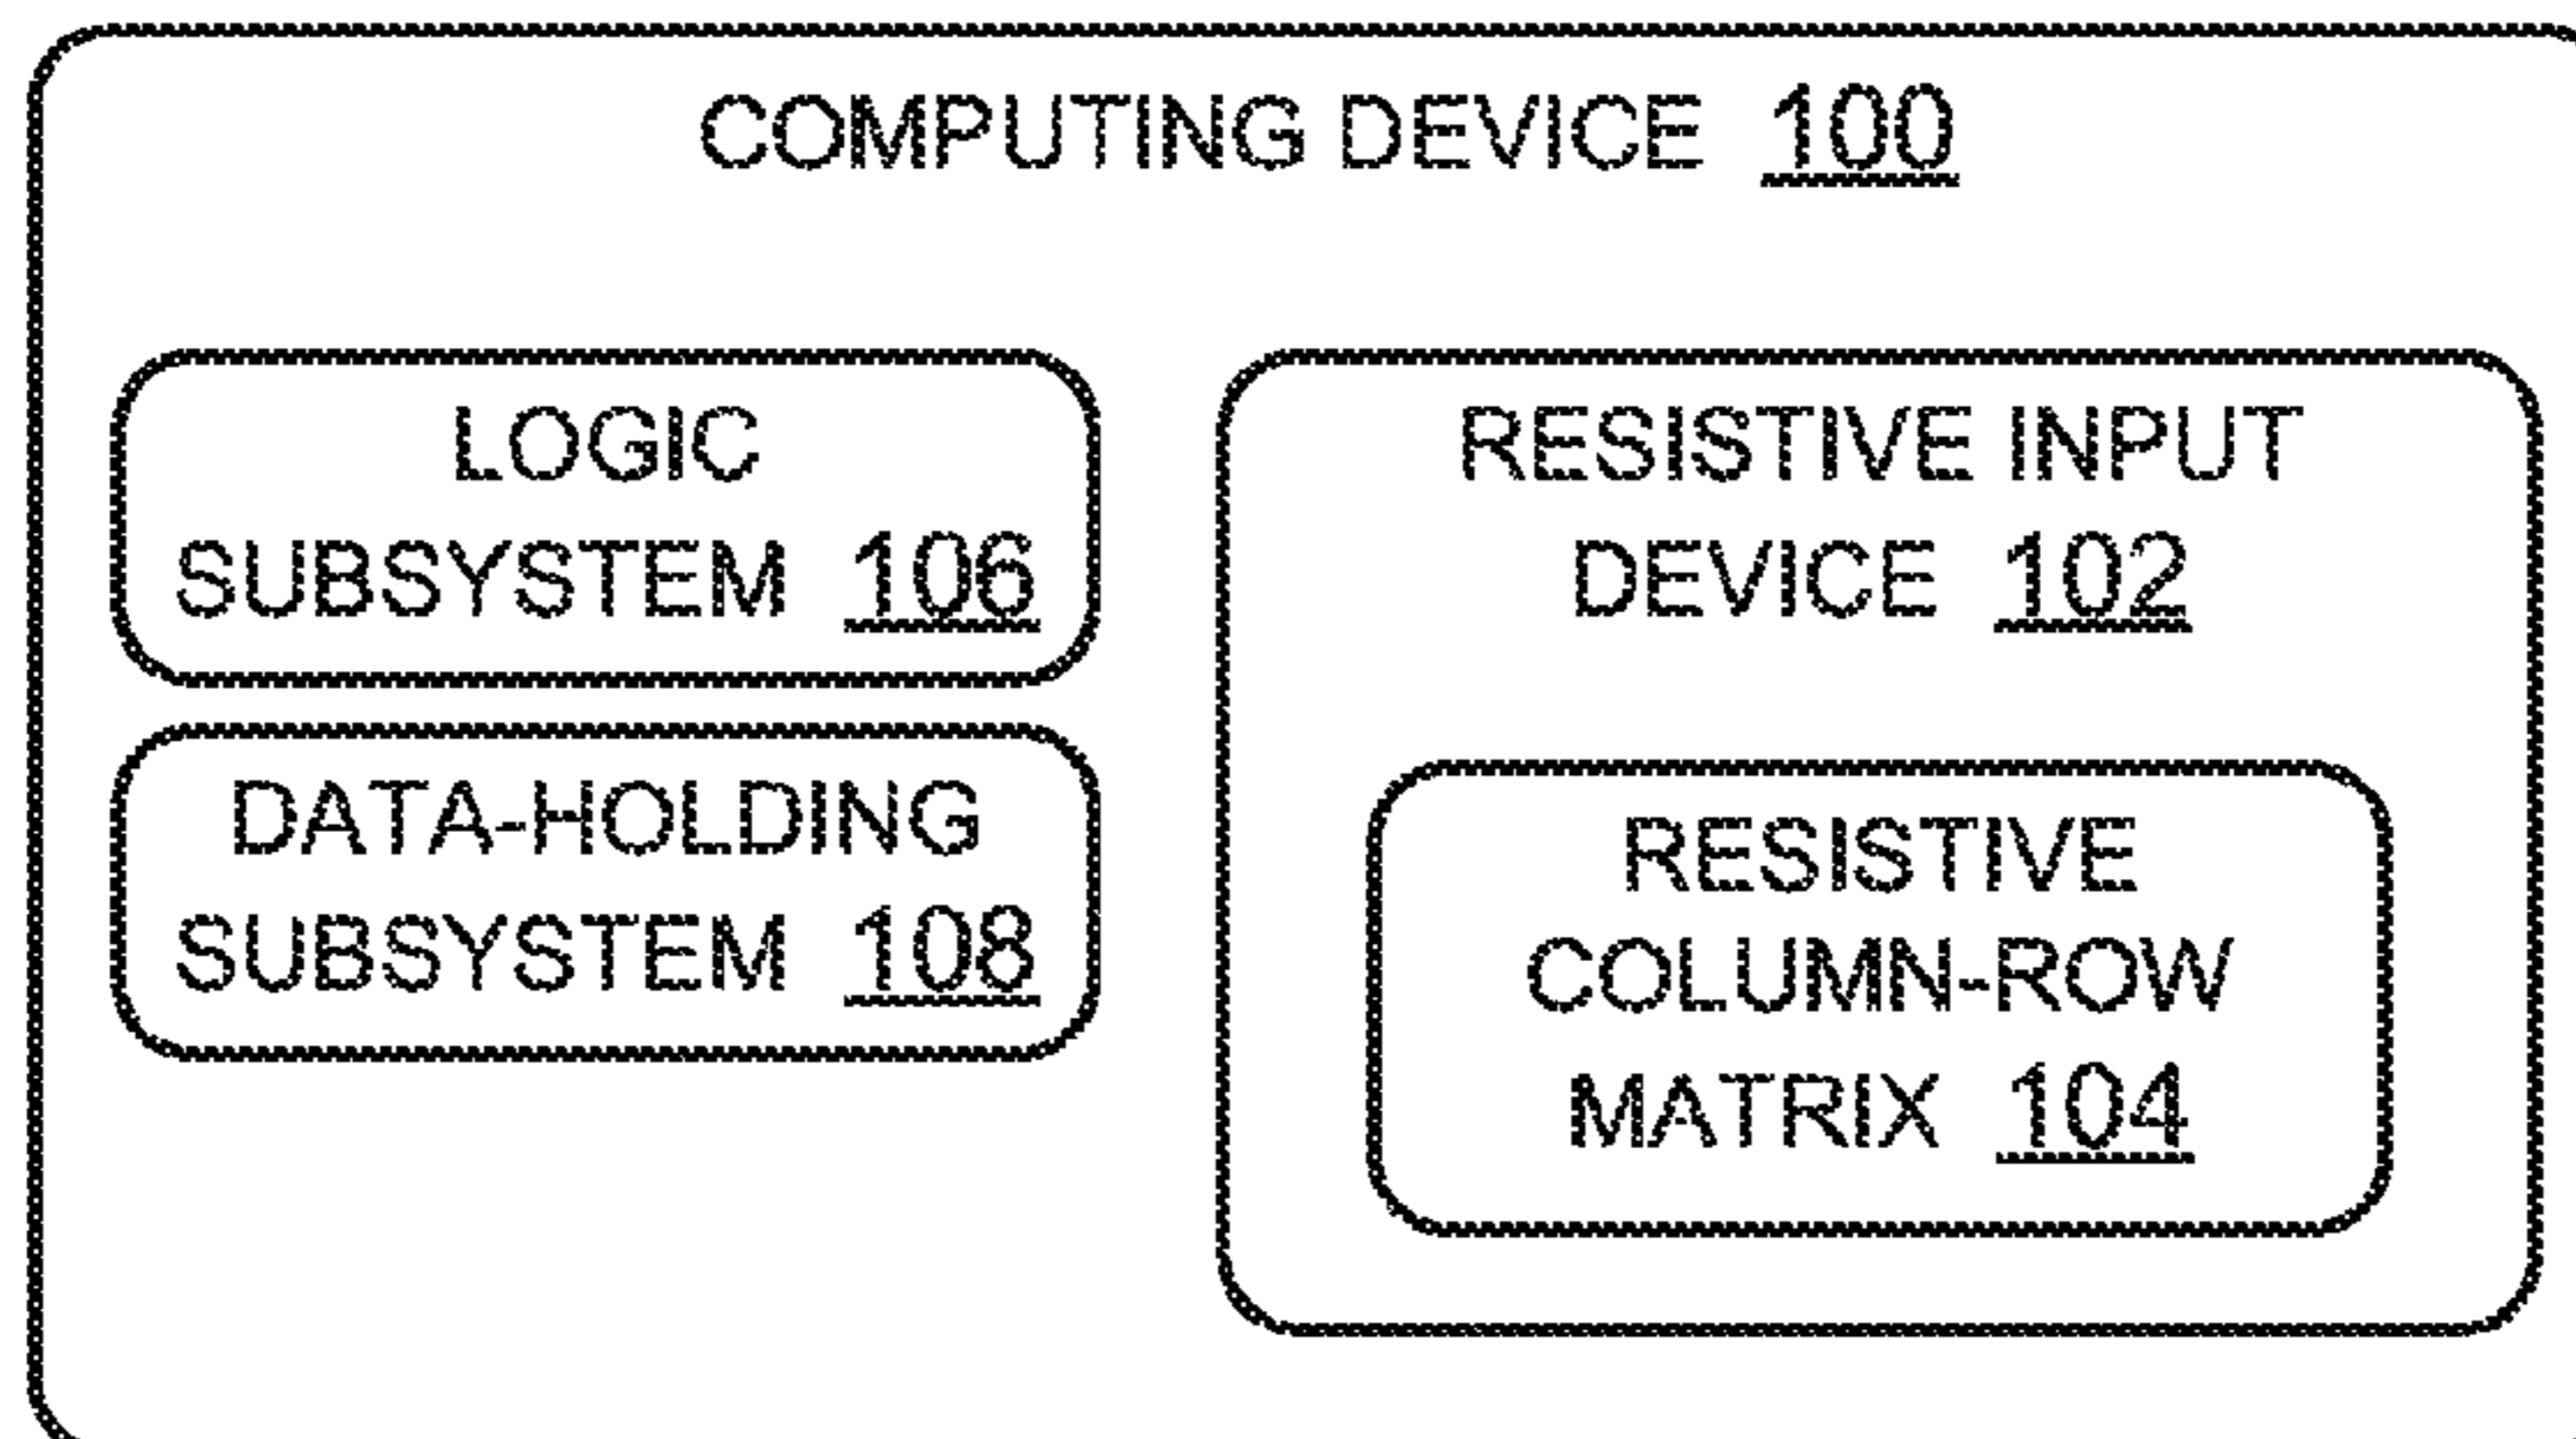 COMPUTING DEVICE 100
LOGIC
SUBSYSTEM 106
DATA-HOLDING
SUBSYSTEM 108
RESISTIVE INPUT
DEVICE 102
RESISTIVE
COLUMN-ROW
MATRIX 104